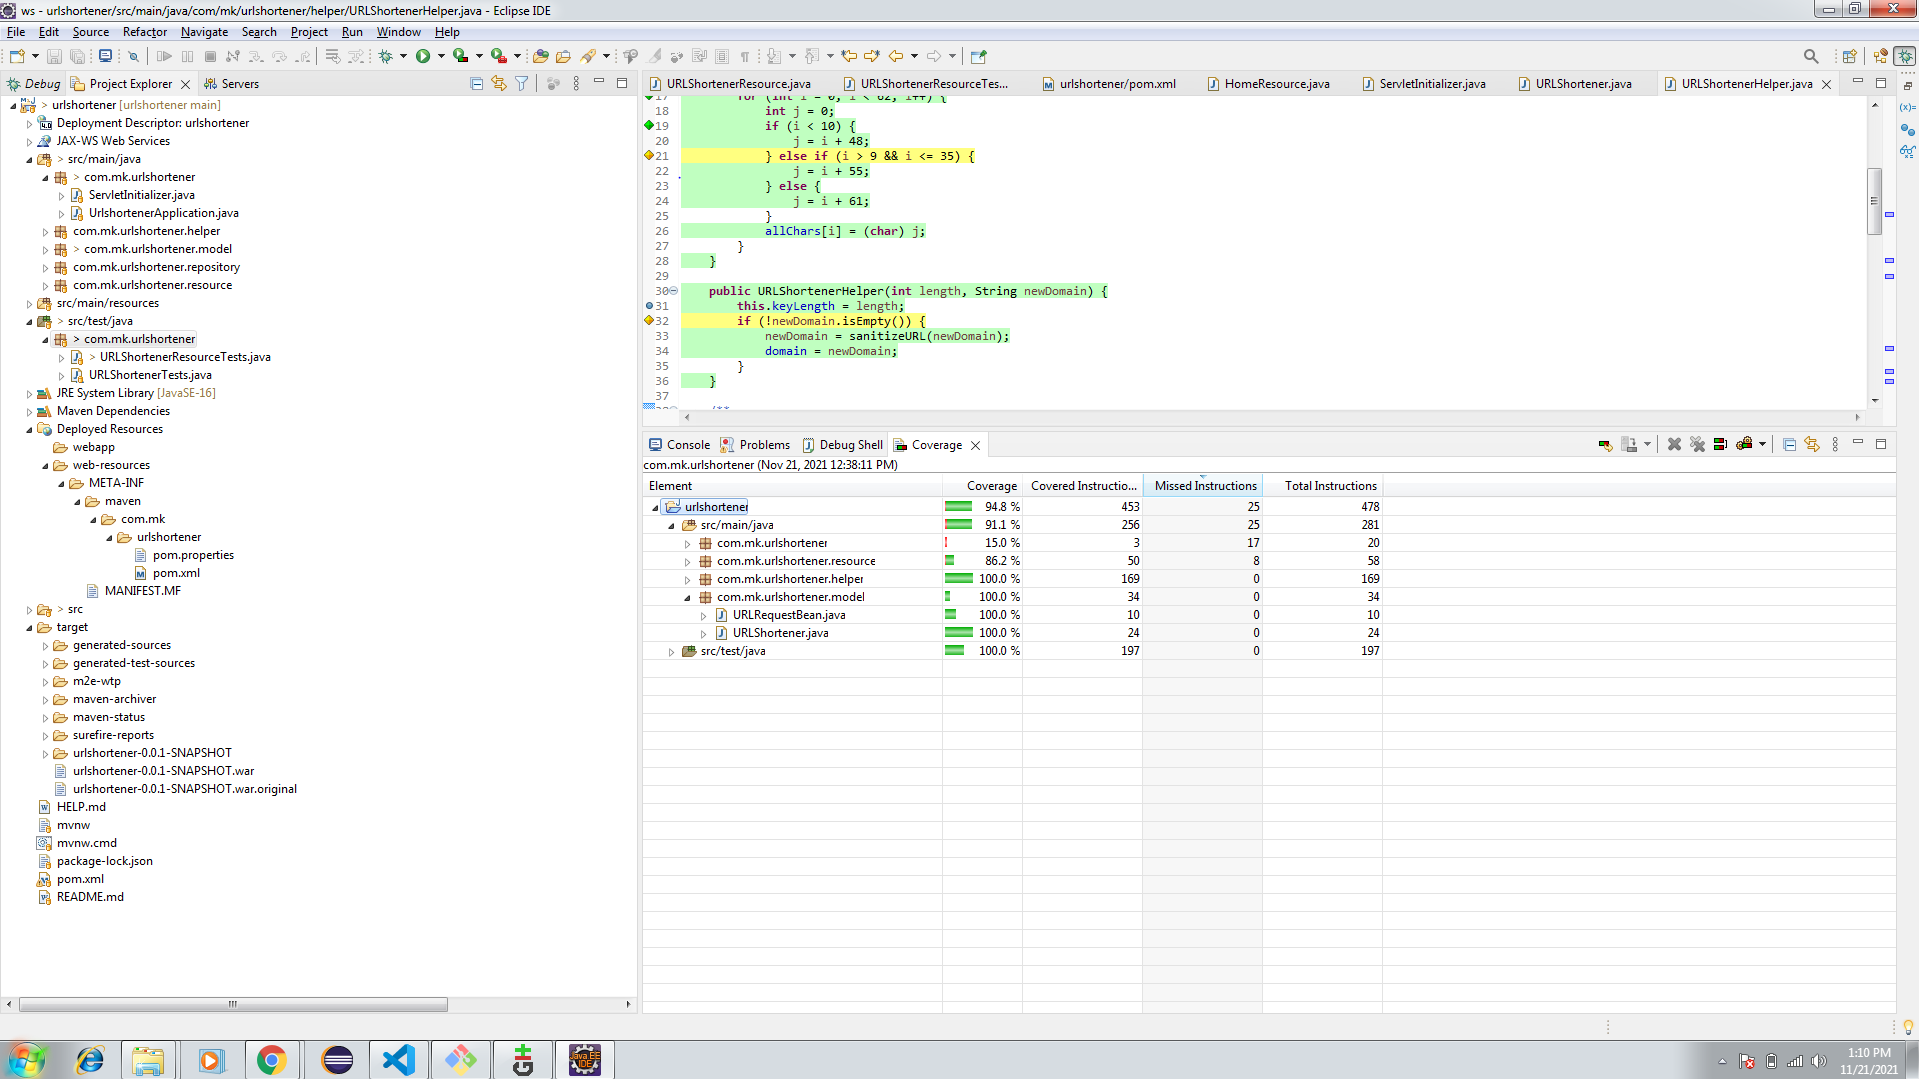 ws - urlshortener/src/main/java/com/mk/urlshortener/helper/URLShortenerHelper.java - Eclipse IDE
File Edit Source Refactor Navigate Search Project Run Window Help
Debug Project Explorer Servers
urlshortener [urlshortener main]
Deployment Descriptor: urlshortener
JAX-WS Web Services
> src/main/java
> com.mk.urlshortener
ServletInitializer.java
UrlshortenerApplication.java
com.mk.urlshortener.helper
> com.mk.urlshortener.model
com.mk.urlshortener.repository
com.mk.urlshortener.resource
src/main/resources
> src/test/java
> com.mk.urlshortener
> URLShortenerResourceTests.java
URLShortenerTests.java
JRE System Library [JavaSE-16]
Maven Dependencies
Deployed Resources
webapp
web-resources
META-INF
maven
com.mk
urlshortener
pom.properties
pom.xml
MANIFEST.MF
> src
target
generated-sources
generated-test-sources
m2e-wtp
maven-archiver
maven-status
surefire-reports
urlshortener-0.0.1-SNAPSHOT
urlshortener-0.0.1-SNAPSHOT.war
urlshortener-0.0.1-SNAPSHOT.war.original
HELP.md
mvnw
mvnw.cmd
package-lock.json
pom.xml
README.md
URLShortenerResource.java URLShortenerResourceTes... urlshortener/pom.xml HomeResource.java ServletInitializer.java URLShortener.java URLShortenerHelper.java
17 for (int i = 0; i < 62; i++) {
18 int j = 0;
19 if (i < 10) {
20 j = i + 48;
21 } else if (i > 9 && i <= 35) {
22 j = i + 55;
23 } else {
24 j = i + 61;
25 }
26 allChars[i] = (char) j;
27 }
28 }
29
30 public URLShortenerHelper(int length, String newDomain) {
31 this.keyLength = length;
32 if (!newDomain.isEmpty()) {
33 newDomain = sanitizeURL(newDomain);
34 domain = newDomain;
35 }
36 }
37
38 /**
Console Problems Debug Shell Coverage
com.mk.urlshortener (Nov 21, 2021 12:38:11 PM)
Element Coverage Covered Instructio... Missed Instructions Total Instructions
urlshortener 94.8 % 453 25 478
src/main/java 91.1 % 256 25 281
com.mk.urlshortener 15.0 % 3 17 20
com.mk.urlshortener.resource 86.2 % 50 8 58
com.mk.urlshortener.helper 100.0 % 169 0 169
com.mk.urlshortener.model 100.0 % 34 0 34
URLRequestBean.java 100.0 % 10 0 10
URLShortener.java 100.0 % 24 0 24
src/test/java 100.0 % 197 0 197
Java EE
IDE
1:10 PM
11/21/2021